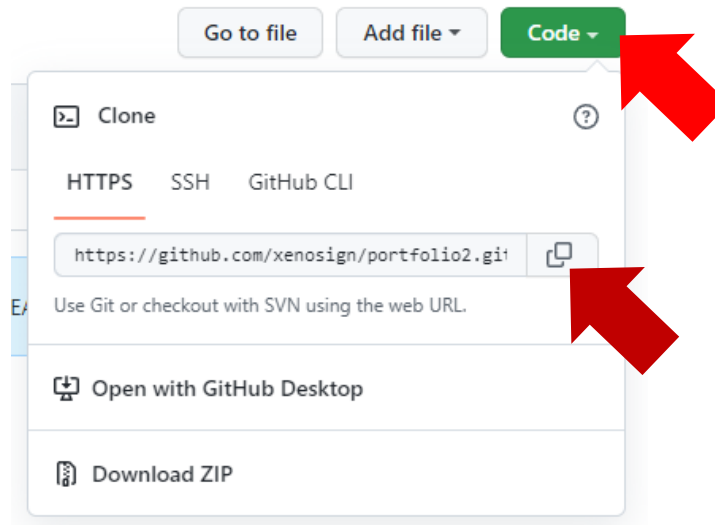 Go to file Add file Code
Clone
HTTPS SSH GitHub CLI
https://github.com/xenosign/portfolio2.git
Use Git or checkout with SVN using the web URL.
Open with GitHub Desktop
Download ZIP